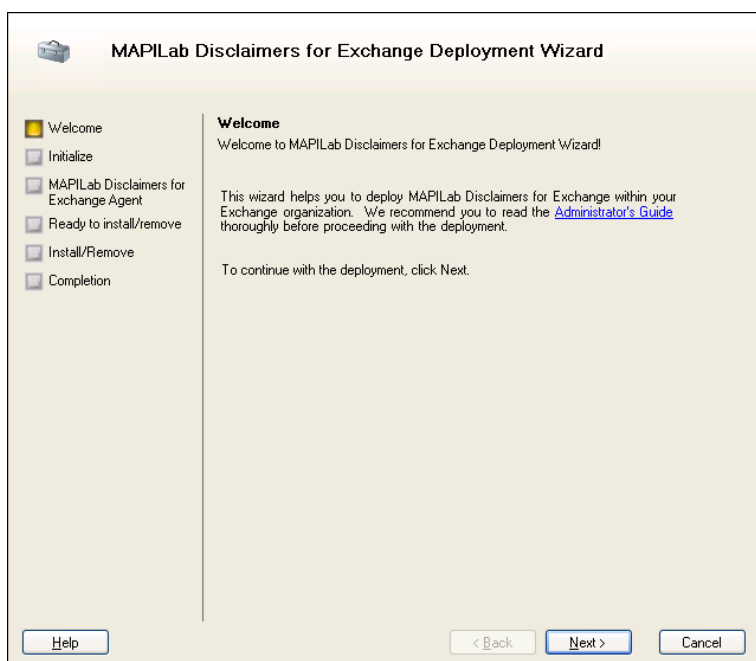 MAPILab Disclaimers for Exchange Deployment Wizard
Welcome
Initialize
MAPILab Disclaimers for
Exchange Agent
Ready to install/remove
Install/Remove
Completion
Welcome
Welcome to MAPILab Disclaimers for Exchange Deployment Wizard!
This wizard helps you to deploy MAPILab Disclaimers for Exchange within your
Exchange organization. We recommend you to read the Administrator's Guide
thoroughly before proceeding with the deployment.
To continue with the deployment, click Next.
Help
< Back
Next >
Cancel